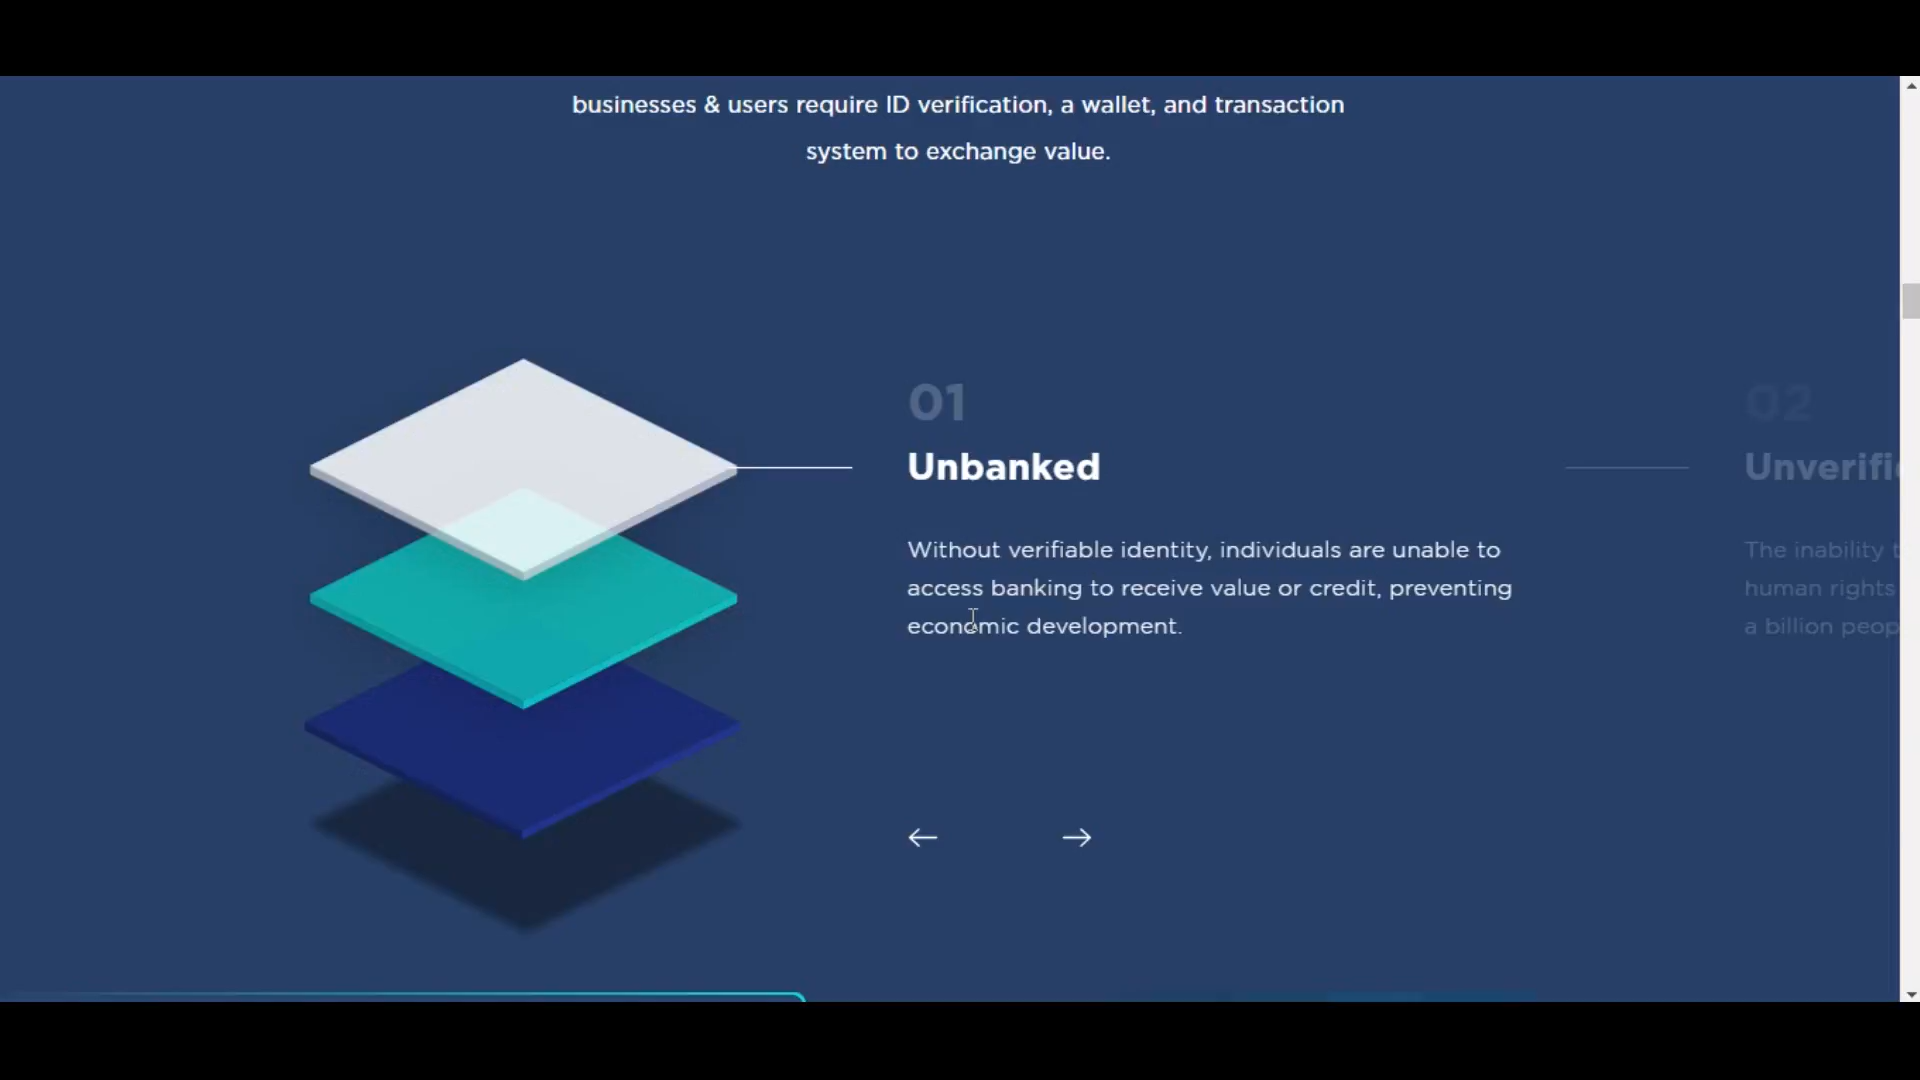 businesses & users require ID verification, a wallet, and transaction
system to exchange value.
01
Unbanked
Without verifiable identity, individuals are unable to
access banking to receive value or credit, preventing
economic development.
02
The inability
human rights
a billion